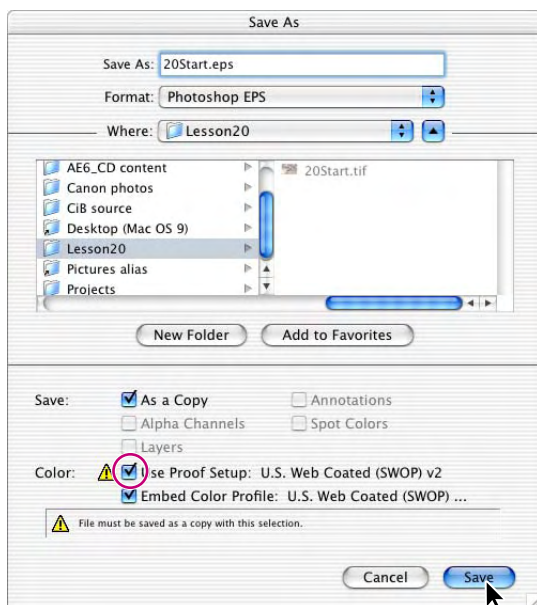 Save As
Save As: 20Start.eps
Format: Photoshop EPS
Where: Lesson20
AE6_CD content
20Start.tif
Canon photos
CiB source
Desktop (Mac OS 9)
Lesson20
Pictures alias
Projects
New Folder Add to Favorites
Save: As a Copy Annotations
Alpha Channels Spot Colors
Layers
Color: Use Proof Setup: U.S. Web Coated (SWOP) v2
Embed Color Profile: U.S. Web Coated (SWOP) ...
File must be saved as a copy with this selection.
Cancel Save